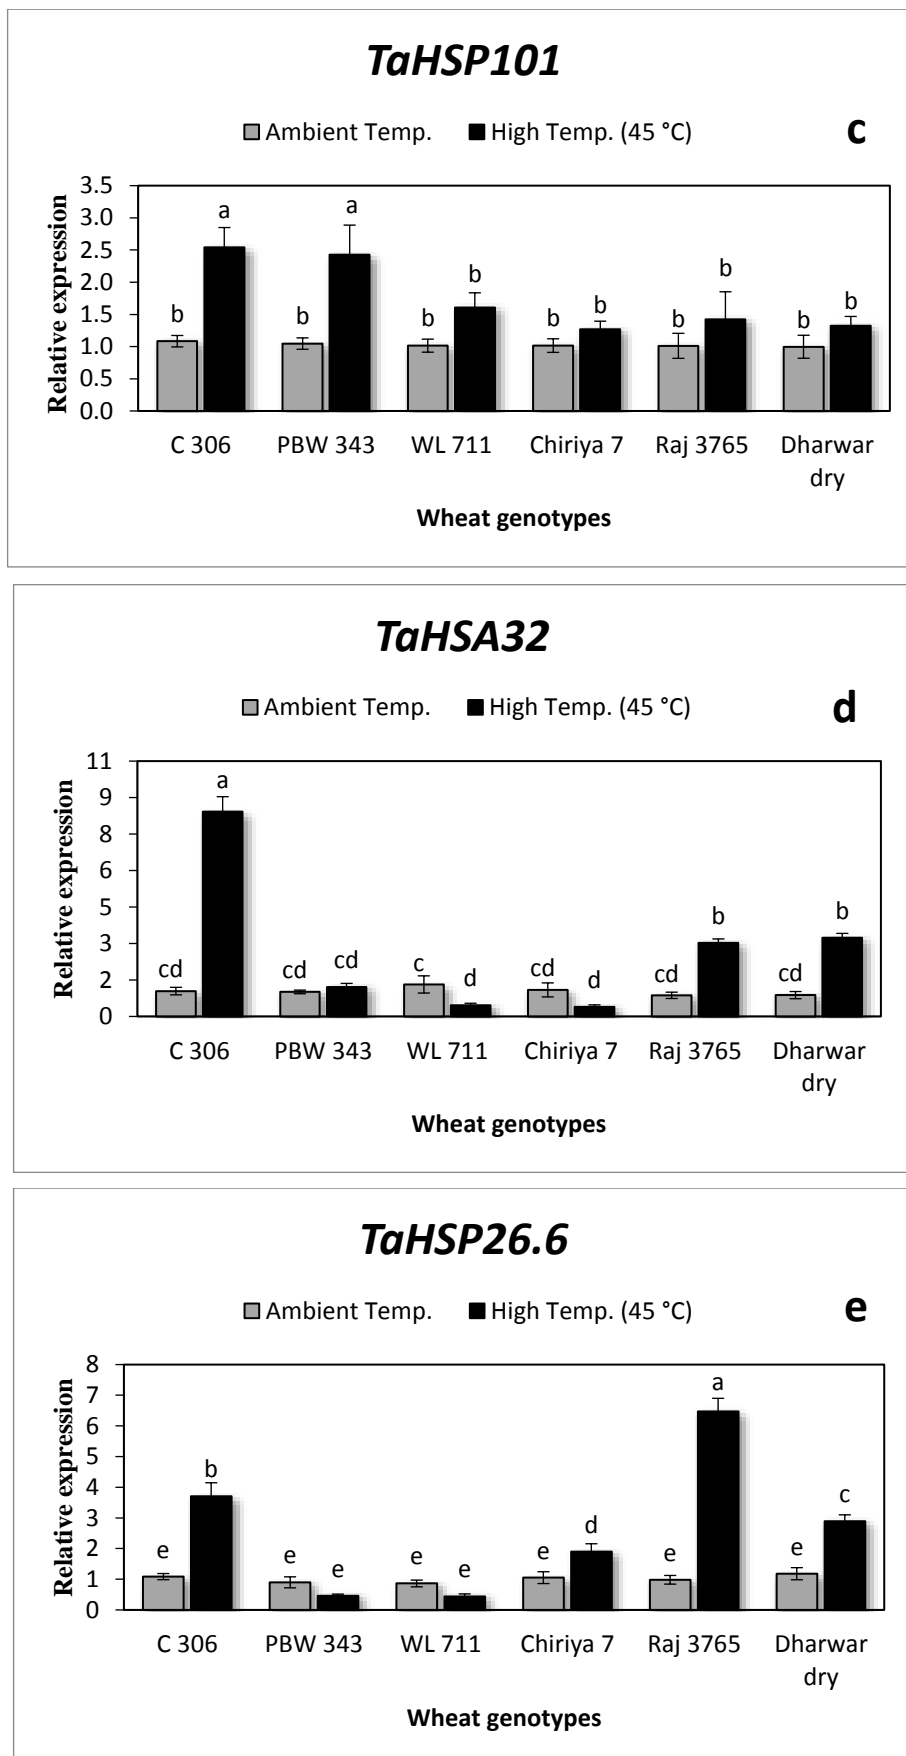 TaHSP101
Ambient Temp. High Temp. (45 °C) c
Relative expression
3.5
3.0
2.5
2.0
1.5
1.0
0.5
0.0
b a b a b b b b b b b b
C 306 PBW 343 WL 711 Chiriya 7 Raj 3765 Dharwar
dry
Wheat genotypes
TaHSA32
Ambient Temp. High Temp. (45 °C) d
Relative expression
11
9
8
6
5
3
2
0
cd a cd cd c d cd d cd b cd b
C 306 PBW 343 WL 711 Chiriya 7 Raj 3765 Dharwar
dry
Wheat genotypes
TaHSP26.6
Ambient Temp. High Temp. (45 °C) e
Relative expression
8
7
6
5
4
3
2
1
0
e b e e e e e d e a e c
C 306 PBW 343 WL 711 Chiriya 7 Raj 3765 Dharwar
dry
Wheat genotypes